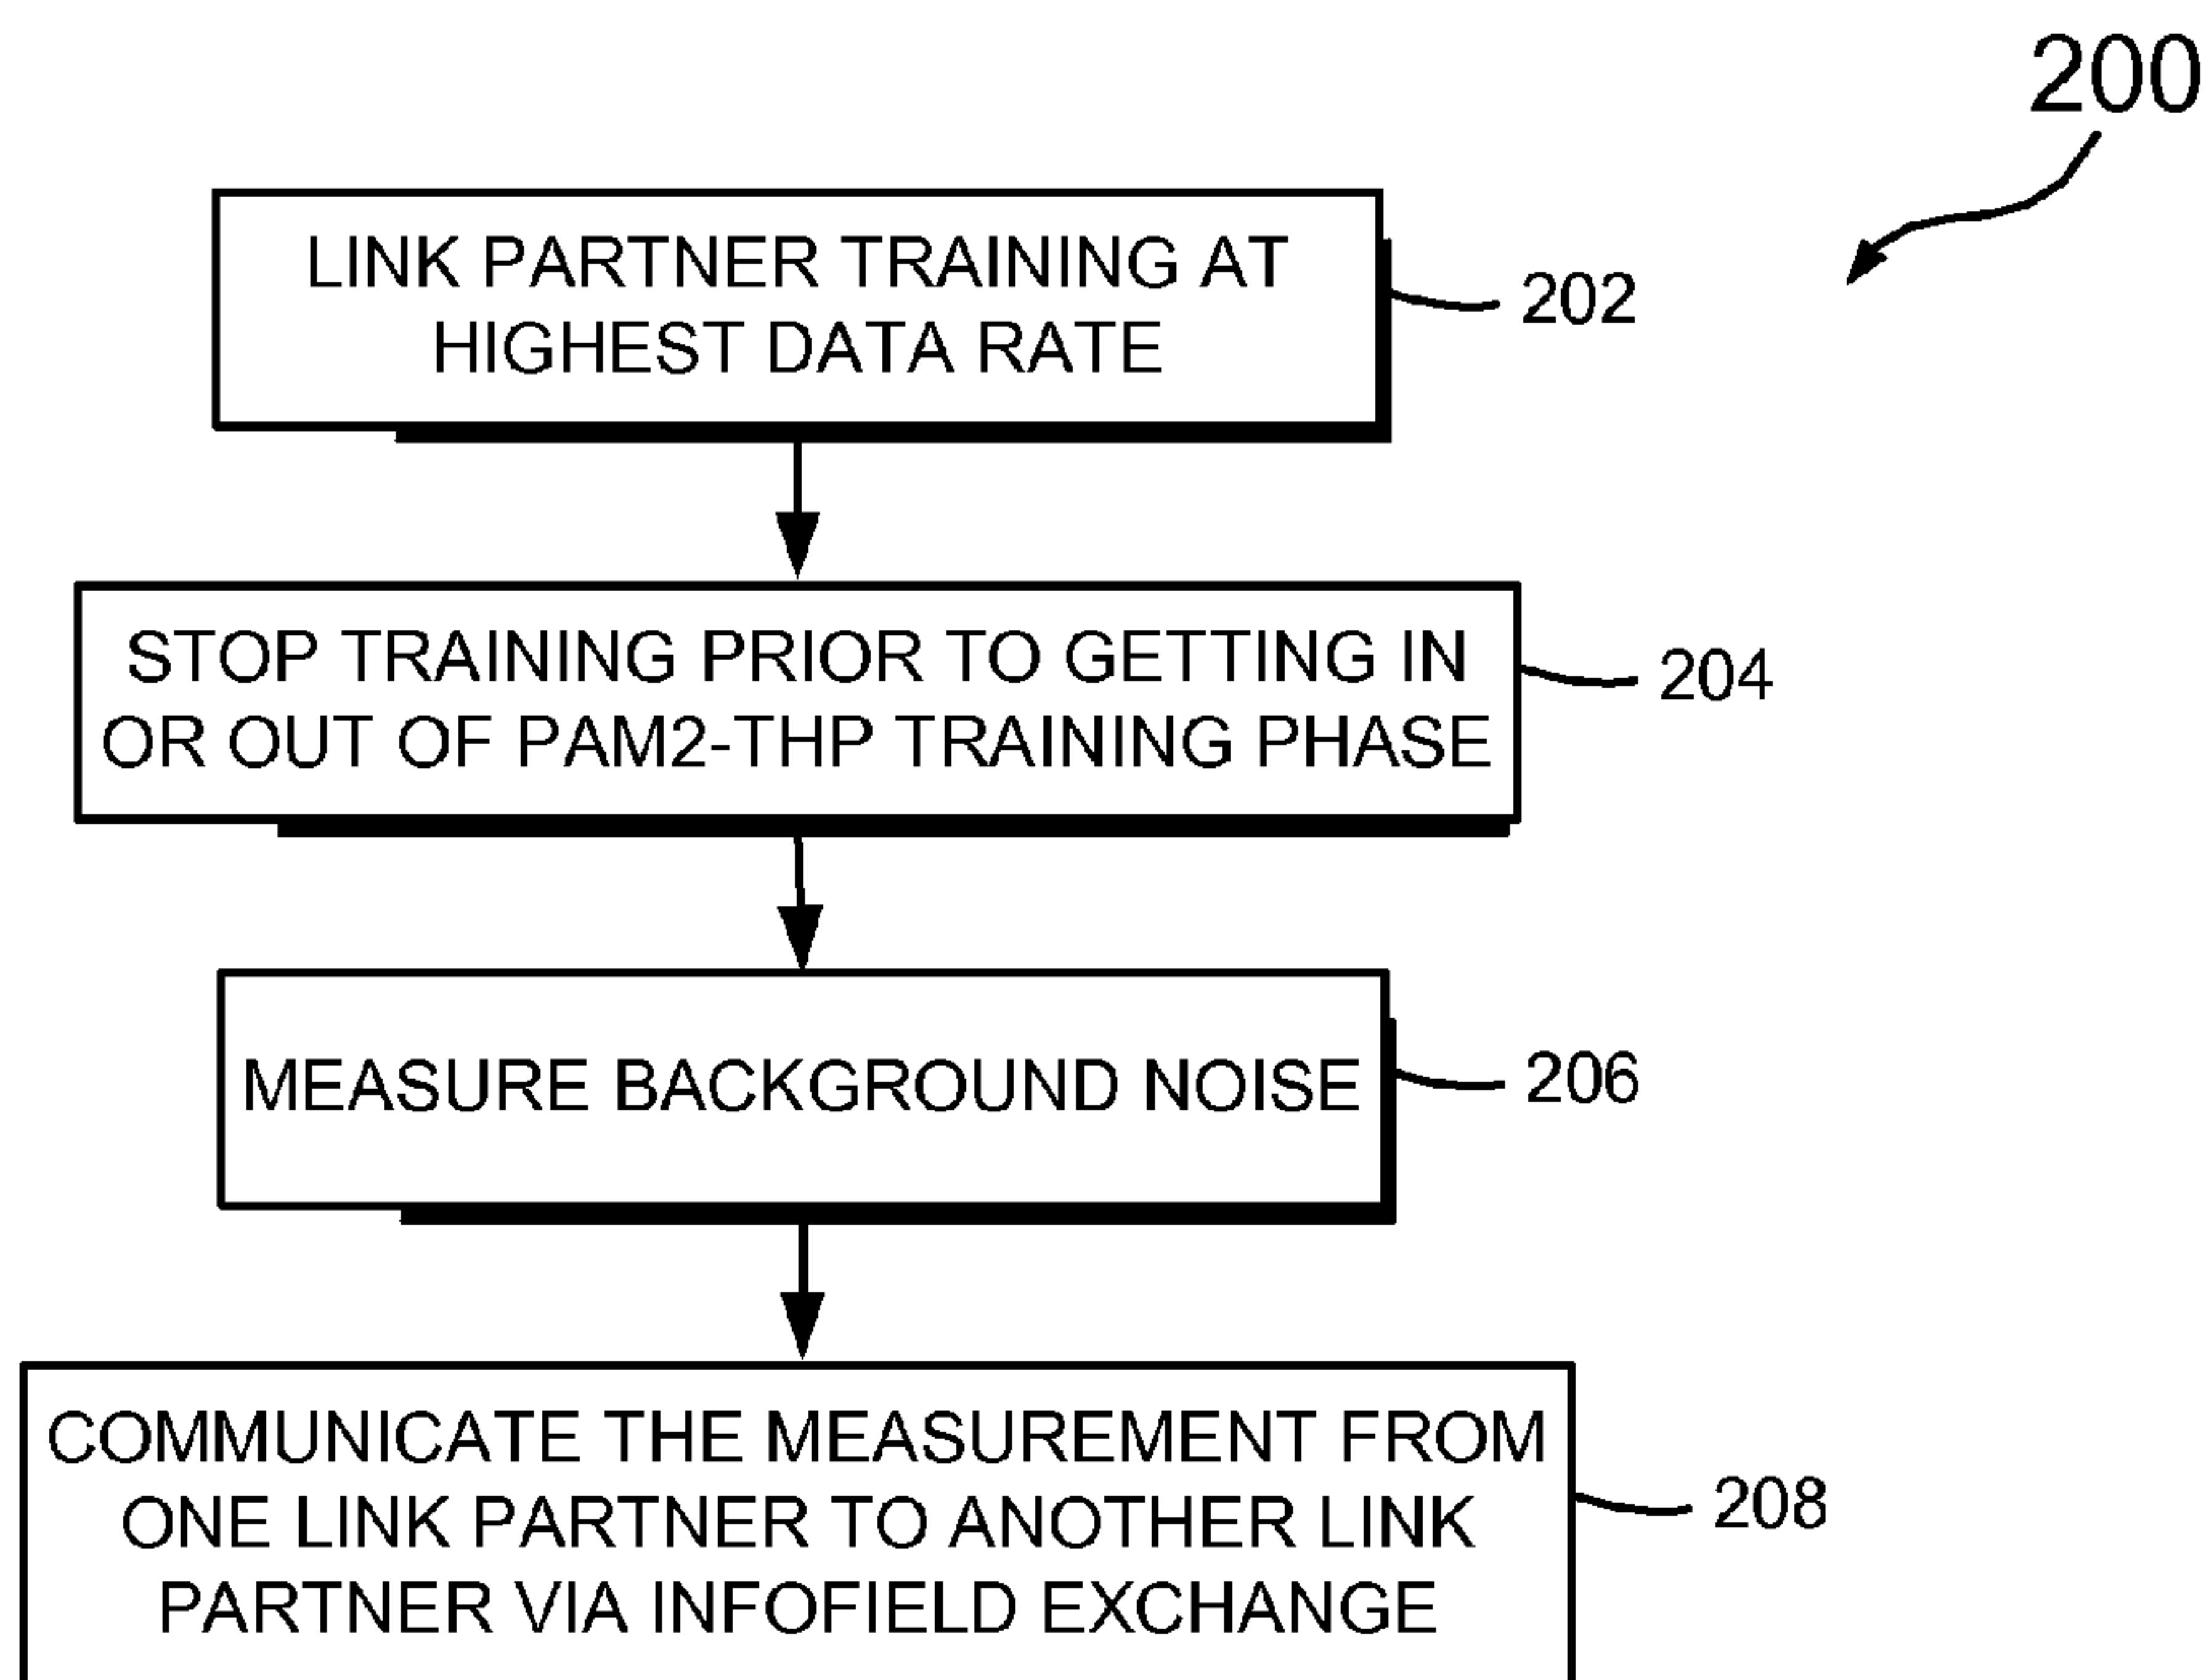 200
LINK PARTNER TRAINING AT
HIGHEST DATA RATE
202
STOP TRAINING PRIOR TO GETTING IN
OR OUT OF PAM2-THP TRAINING PHASE
204
MEASURE BACKGROUND NOISE
206
COMMUNICATE THE MEASUREMENT FROM
ONE LINK PARTNER TO ANOTHER LINK
PARTNER VIA INFOFIELD EXCHANGE
208